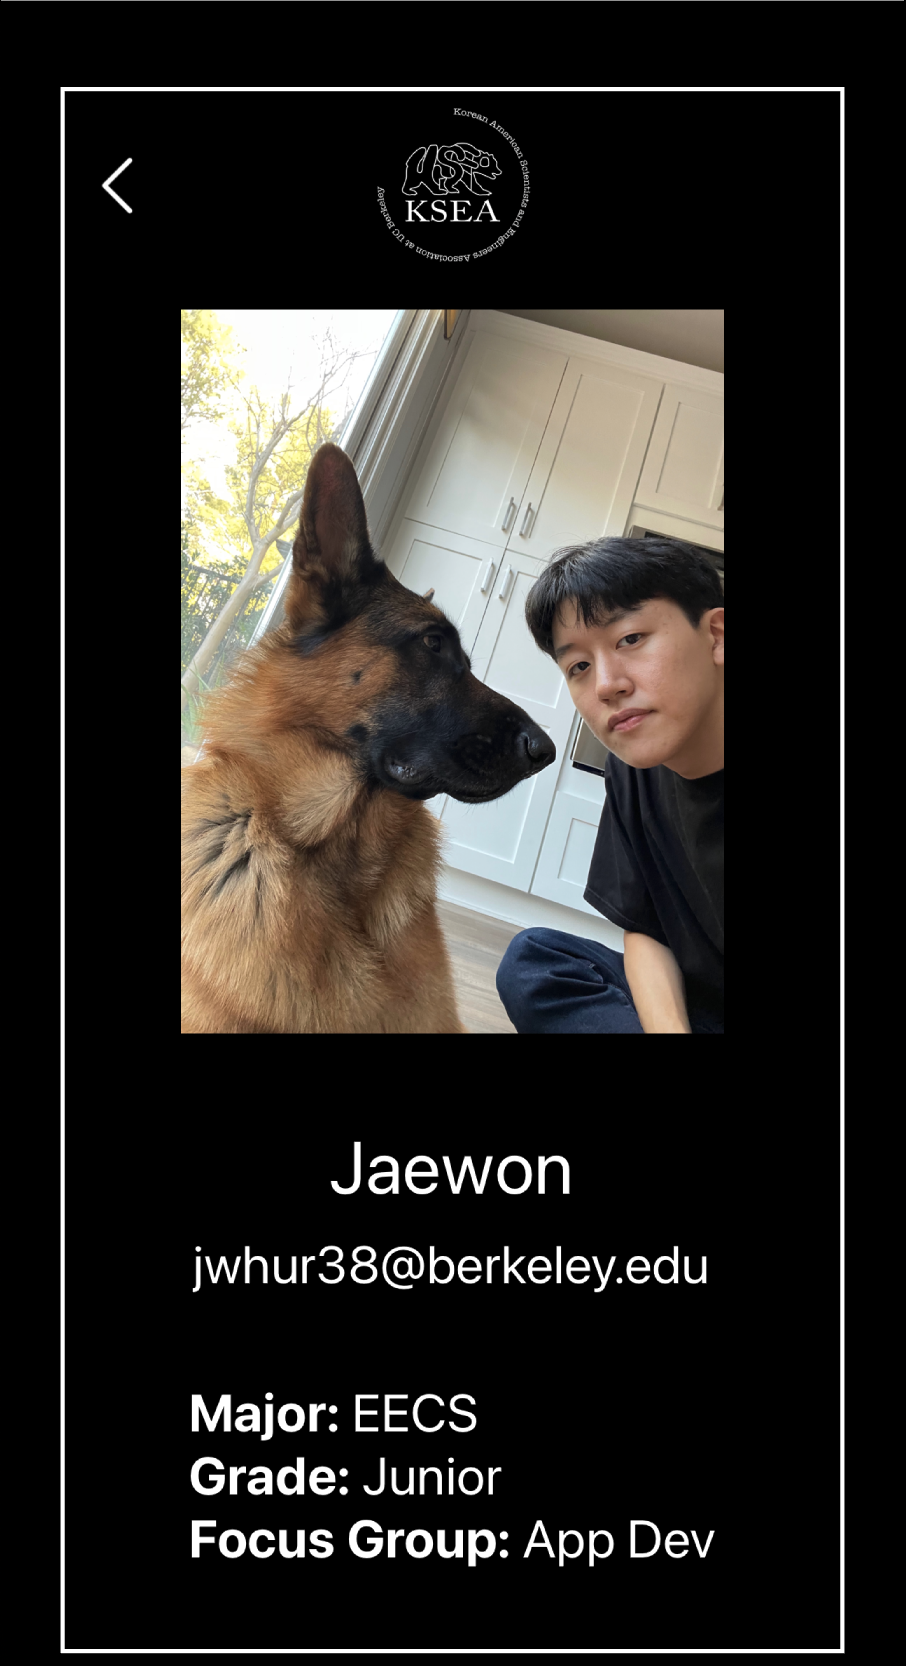 Korean American Scientists and Engineers Association at UC Berkeley
KSEA
Jaewon
jwhur38@berkeley.edu
Major: EECS
Grade: Junior
Focus Group: App Dev